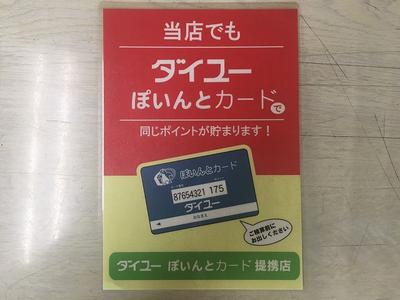 当店でも
ダイユー
ぽいんとカードで
同じポイントが貯まります！
ぽいんとカード
87654321 175
ダイユー
ご精算前に
お出しください
ダイユー ぽいんとカード 提携店